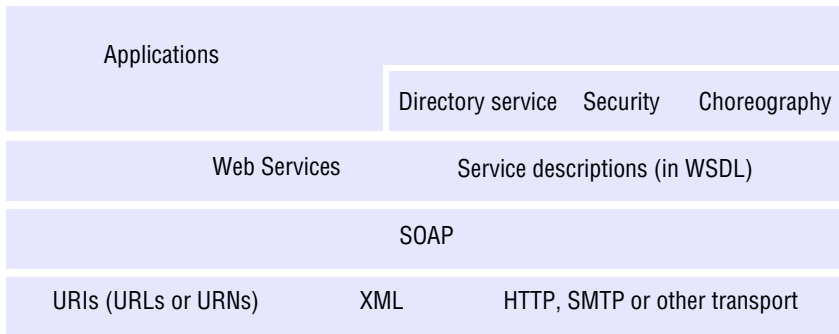 Applications
Directory service Security Choreography
Web Services Service descriptions (in WSDL)
SOAP
URIs (URLs or URNs) XML HTTP, SMTP or other transport